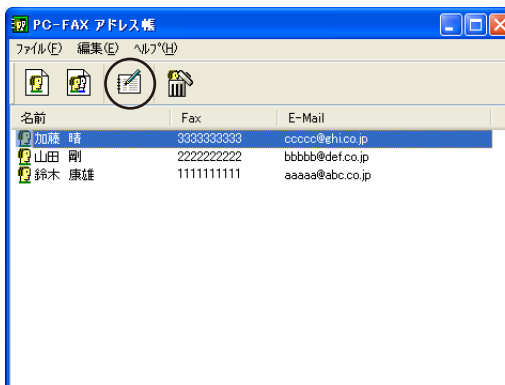 PC-FAX アドレス帳
ファイル(F) 編集(E) ヘルプ(H)
名前 Fax E-Mail
加藤 晴 3333333333 ccccc@ghi.co.jp
山田 剛 2222222222 bbbbb@def.co.jp
鈴木 康雄 1111111111 aaaaa@abc.co.jp